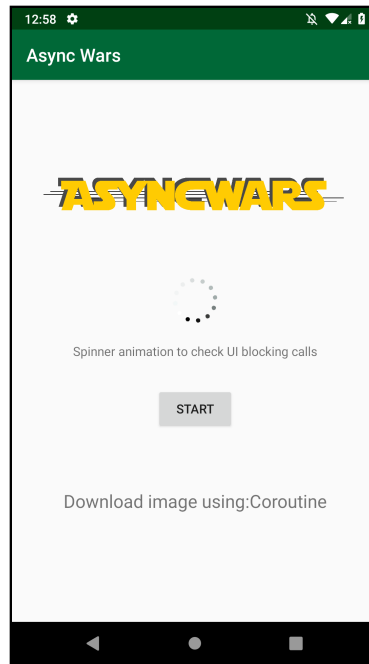 12:58
Async Wars
ASYNCWARS
Spinner animation to check UI blocking calls
START
Download image using:Coroutine